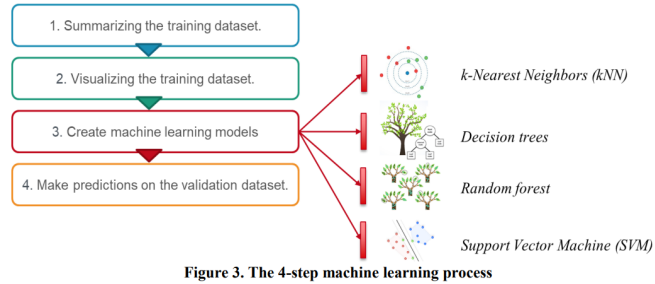 1. Summarizing the training dataset.
2. Visualizing the training dataset.
3. Create machine learning models
4. Make predictions on the validation dataset.
k-Nearest Neighbors (kNN)
Decision trees
Random forest
Support Vector Machine (SVM)
Figure 3. The 4-step machine learning process